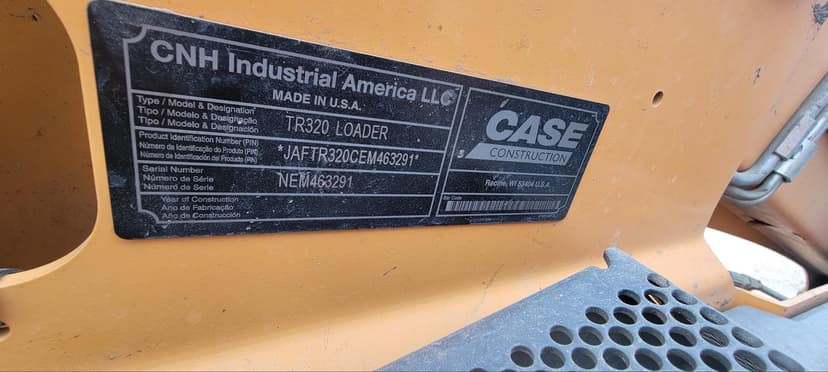 CNH Industrial America LLC
MADE IN U.S.A.
Type / Model & Designation
Tipo / Modelo & Designação
Tipo / Modelo & Designación
TR320 LOADER
Product Identification Number (PIN)
Número de Identificação do Produto (PIN)
Número de Identificación del Producto (PIN)
*JAFTR320CEM463291*
Serial Number
Número de Série
Número de Serie
NEM463291
Year of Construction
Ano de Fabricação
Año de Construcción
CASE
CONSTRUCTION
Racine, WI 53404 U.S.A.
Bar Code